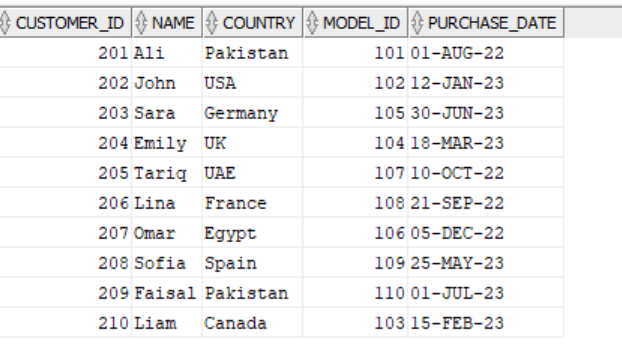 CUSTOMER_ID NAME COUNTRY MODEL_ID PURCHASE_DATE
201 Ali Pakistan 101 01-AUG-22
202 John USA 102 12-JAN-23
203 Sara Germany 105 30-JUN-23
204 Emily UK 104 18-MAR-23
205 Tariq UAE 107 10-OCT-22
206 Lina France 108 21-SEP-22
207 Omar Egypt 106 05-DEC-22
208 Sofia Spain 109 25-MAY-23
209 Faisal Pakistan 110 01-JUL-23
210 Liam Canada 103 15-FEB-23